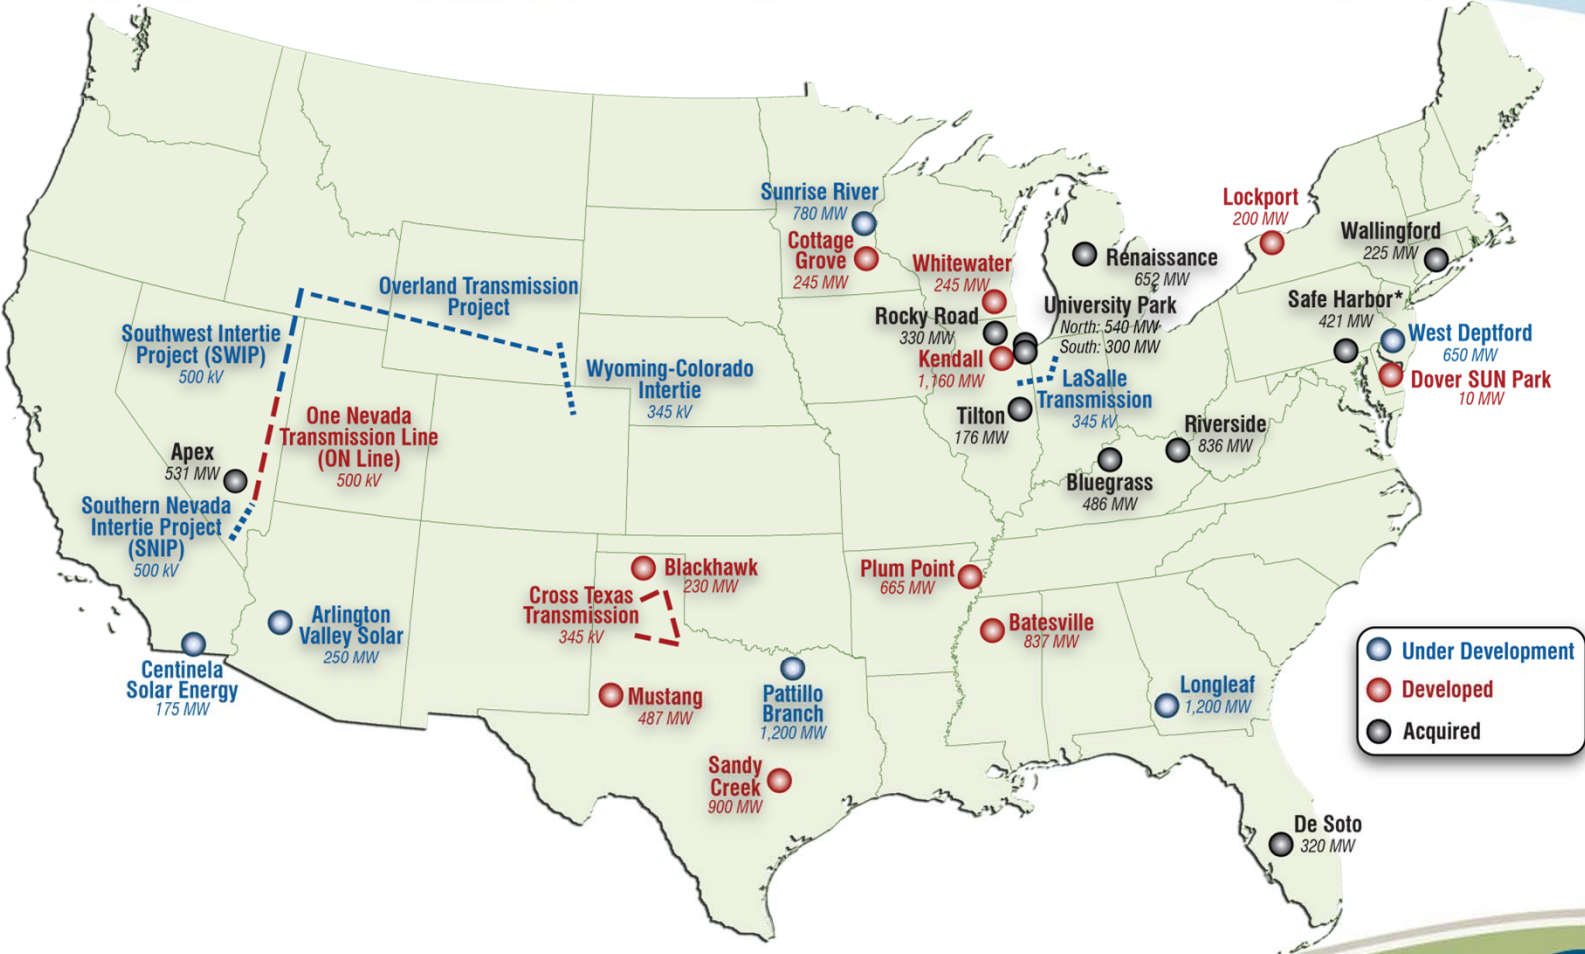 Sunrise River
780 MW
Cottage
Grove
245 MW
Whitewater
245 MW
Renaissance
652 MW
Lockport
200 MW
Wallingford
225 MW
Safe Harbor*
421 MW
West Deptford
650 MW
Dover SUN Park
10 MW
Rocky Road
330 MW
University Park
North: 540 MW
South: 300 MW
Kendall
1,160 MW
LaSalle
Transmission
345 kV
Tilton
176 MW
Riverside
836 MW
Bluegrass
486 MW
Overland Transmission
Project
Southwest Intertie
Project (SWIP)
500 kV
Wyoming-Colorado
Intertie
345 kV
One Nevada
Transmission Line
(ON Line)
500 kV
Apex
531 MW
Southern Nevada
Intertie Project
(SNIP)
500 kV
Arlington
Valley Solar
250 MW
Centinela
Solar Energy
175 MW
Blackhawk
230 MW
Cross Texas
Transmission
345 kV
Mustang
487 MW
Pattillo
Branch
1,200 MW
Sandy
Creek
900 MW
Plum Point
665 MW
Batesville
837 MW
Longleaf
1,200 MW
De Soto
320 MW
Under Development
Developed
Acquired